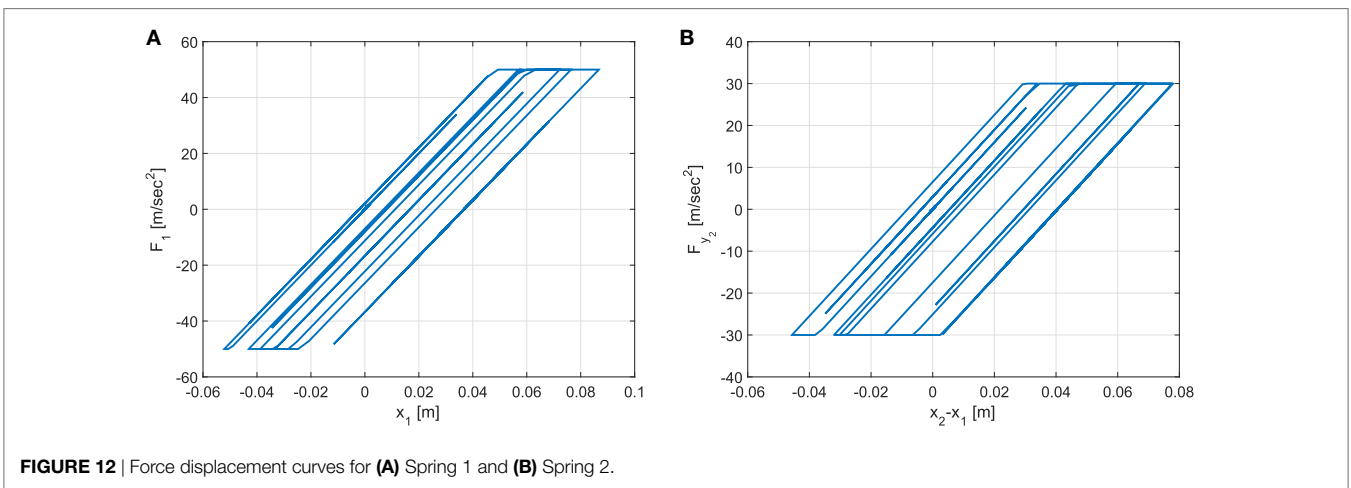 A
60
40
20
0
-20
-40
-60
F1 [m/sec2]
-0.06 -0.04 -0.02 0 0.02 0.04 0.06 0.08 0.1
x1 [m]
B
40
30
20
10
0
-10
-20
-30
-40
Fy2 [m/sec2]
-0.06 -0.04 -0.02 0 0.02 0.04 0.06 0.08
x2-x1 [m]
FIGURE 12 | Force displacement curves for (A) Spring 1 and (B) Spring 2.